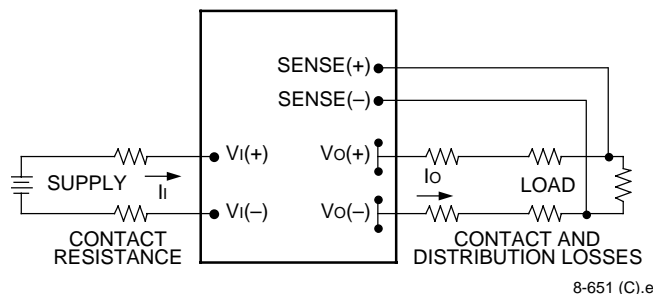 SENSE(+)
SENSE(–)
VI(+)
VO(+)
SUPPLY
II
IO
LOAD
VI(–)
VO(–)
CONTACT
RESISTANCE
CONTACT AND
DISTRIBUTION LOSSES
8-651 (C).e